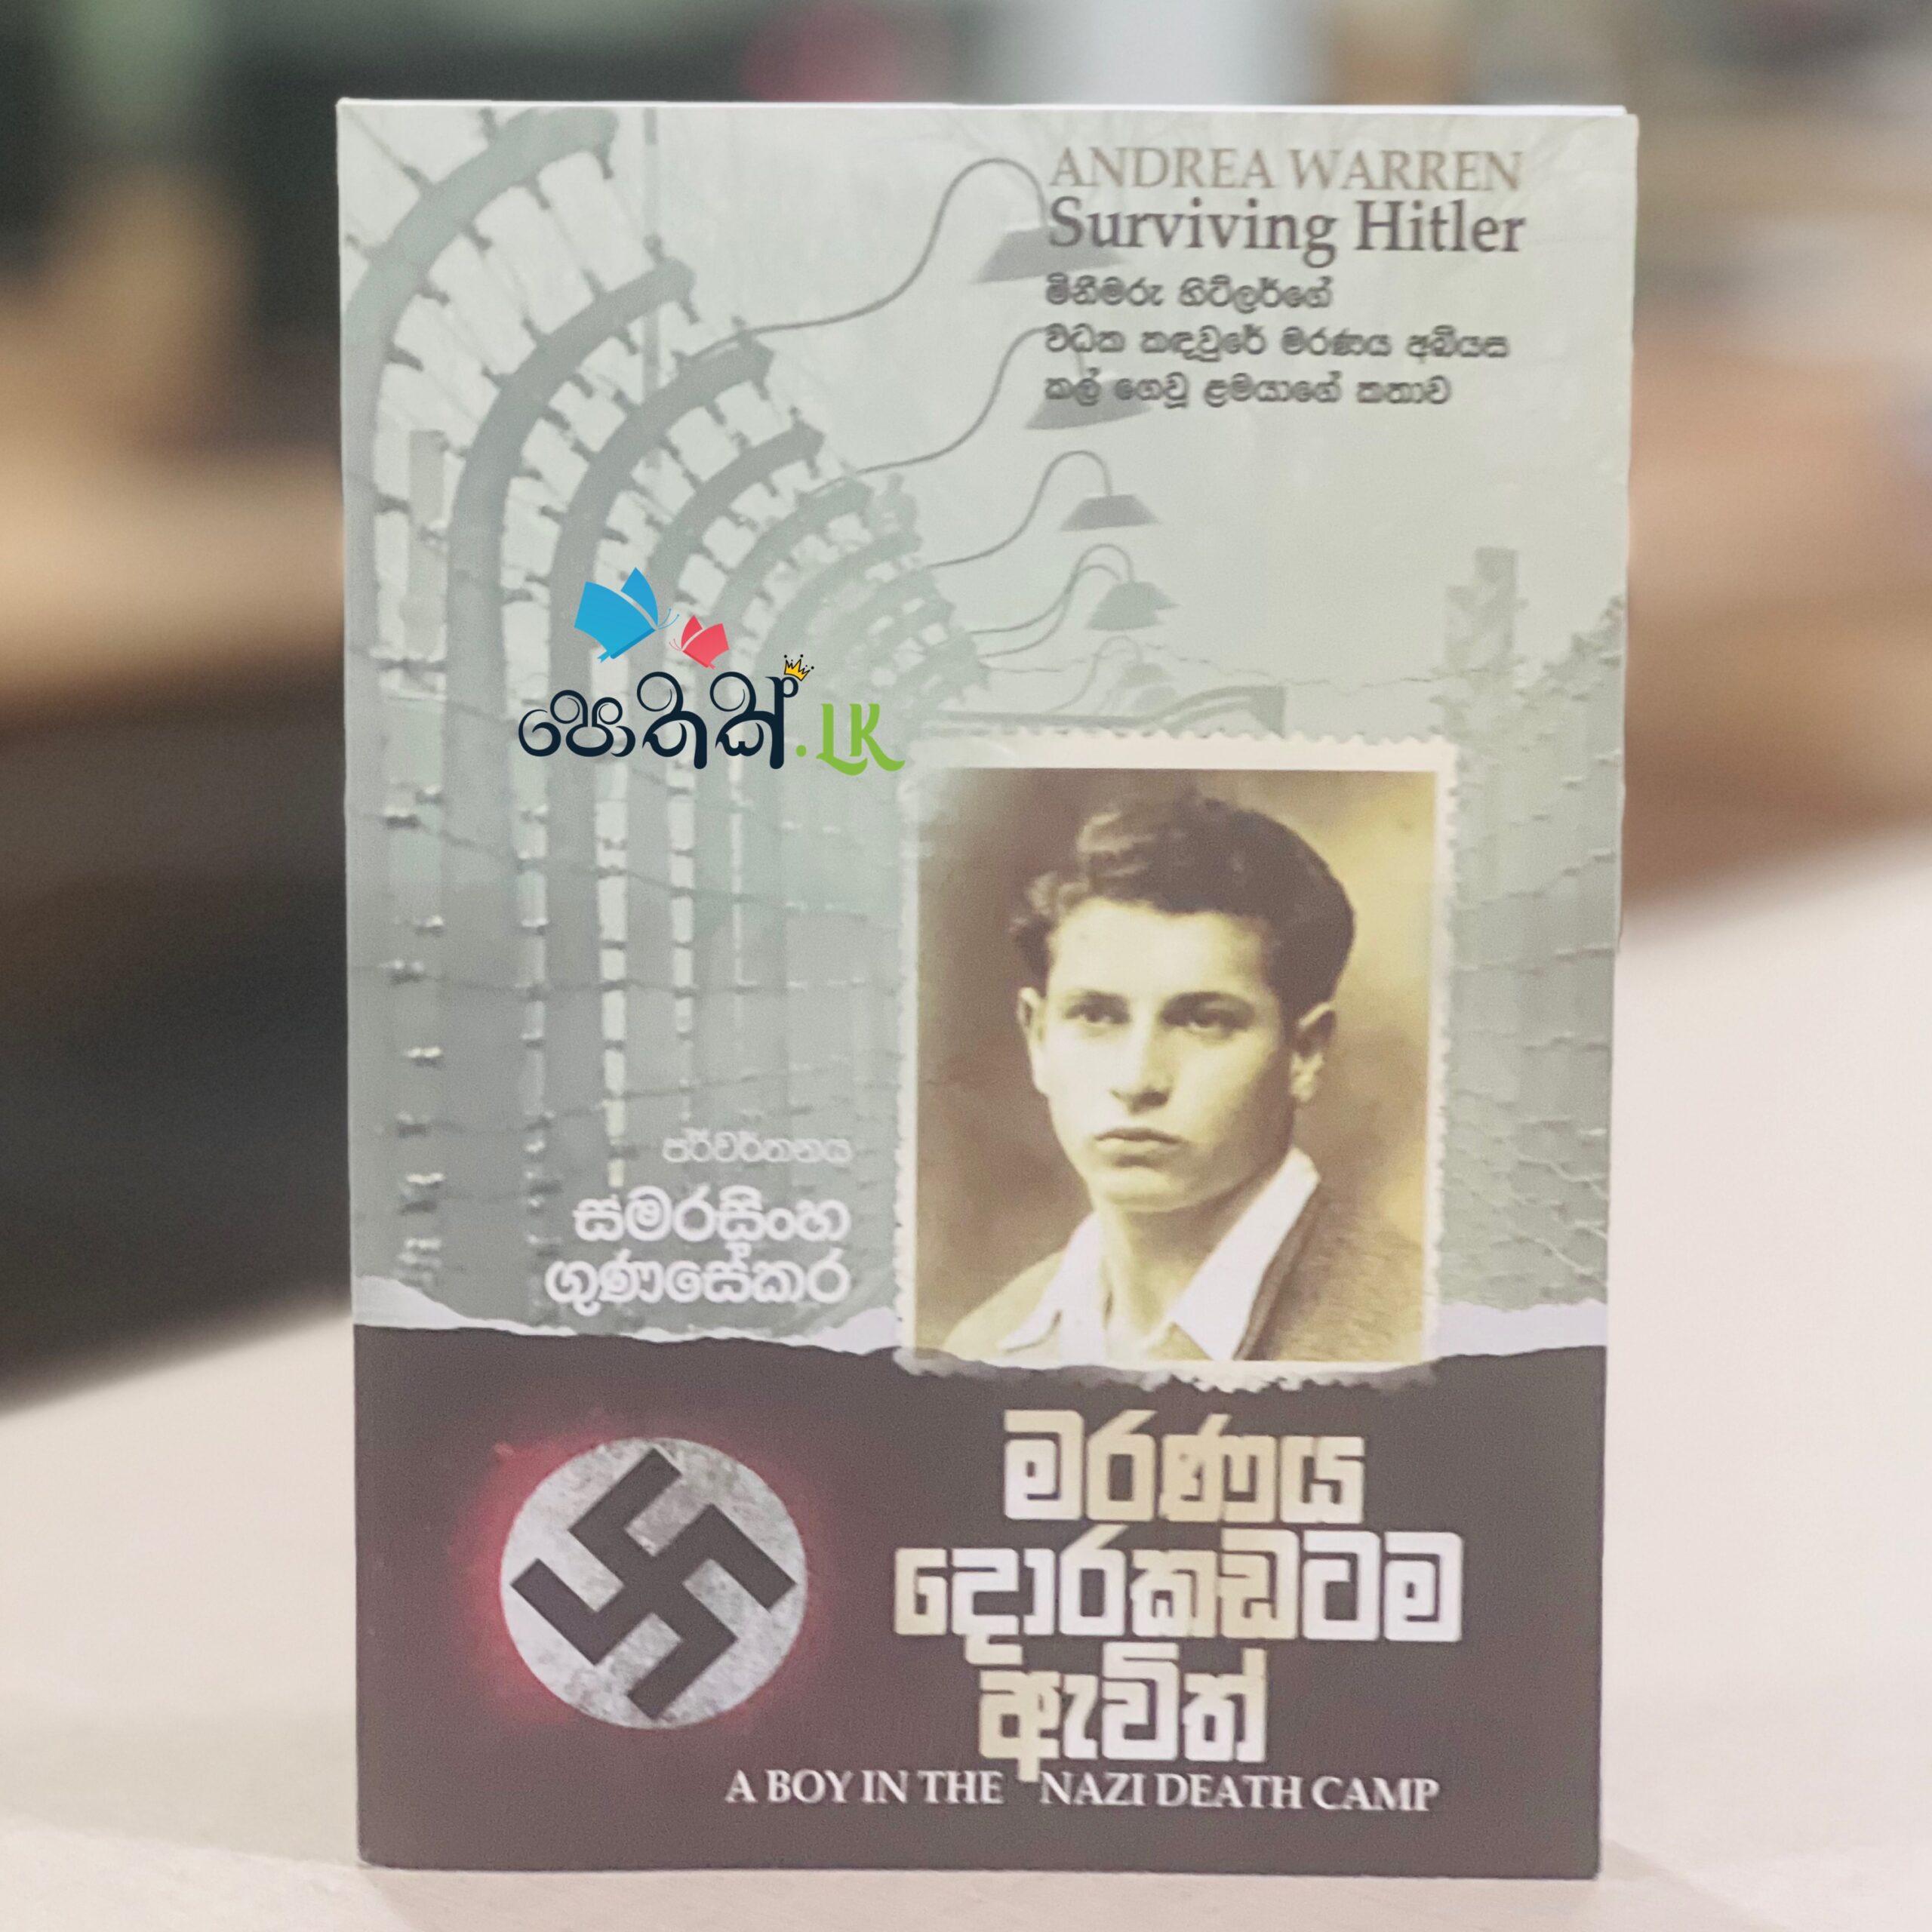 ANDREA WARREN
Surviving Hitler
මිනීමරු හිට්ලර්ගේ
වධක කඳවුරේ මරණය අබියස
කල් ගෙවූ ළමයාගේ කතාව
පොතක්.LK
පරිවර්තනය
සමරසිංහ
ගුණසේකර
මරණය
දොරකඩටම
ඇවිත්
A BOY IN THE NAZI DEATH CAMP